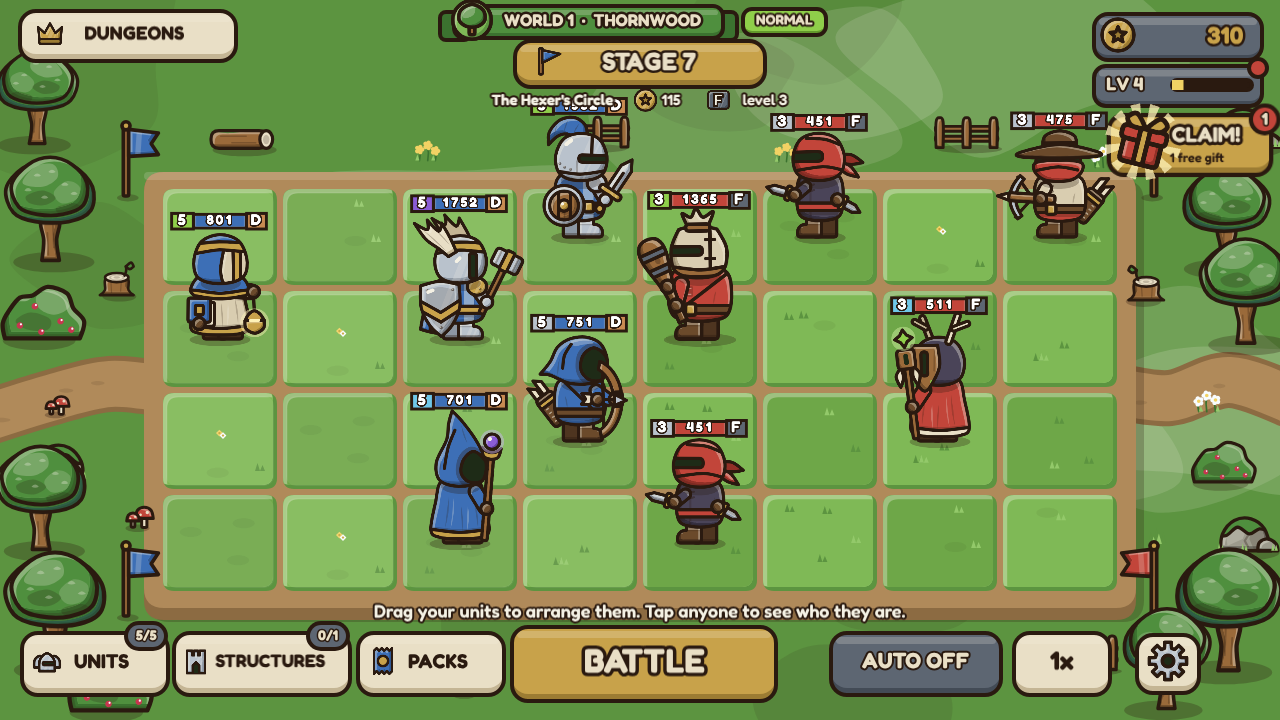 DUNGEONS
WORLD 1 • THORNWOOD
NORMAL
STAGE 7
310
LV 4
The Hexer's Circle
115
F
level 3
CLAIM!
1 free gift
1
D
3 451 F
3 475 F
5 801 D
5 1752 D
3 1365 F
5 751 D
3 511 F
5 701 D
3 451 F
Drag your units to arrange them. Tap anyone to see who they are.
UNITS
5/5
STRUCTURES
0/1
PACKS
BATTLE
AUTO OFF
1x